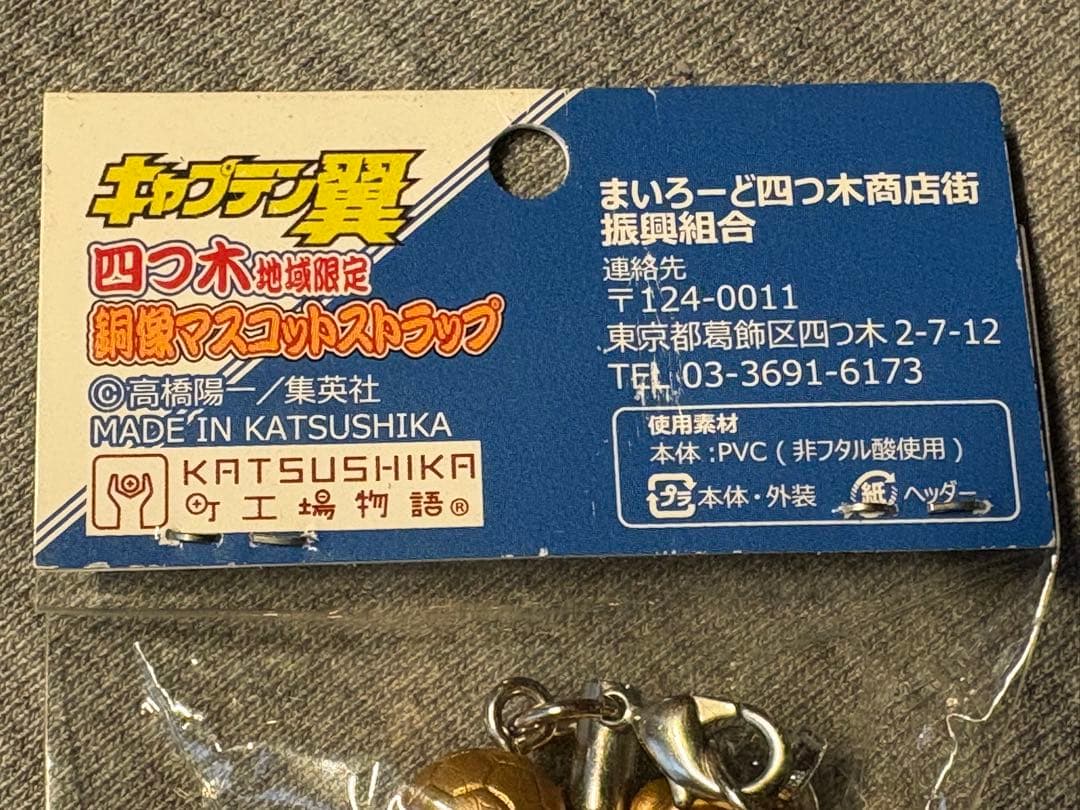 キャプテン翼
四つ木地域限定
銅像マスコットストラップ
©高橋陽一／集英社
MADE IN KATSUSHIKA
KATSUSHIKA
町工場物語®
まいろーど四つ木商店街
振興組合
連絡先
〒124-0011
東京都葛飾区四つ木 2-7-12
TEL 03-3691-6173
使用素材
本体 : PVC ( 非フタル酸使用 )
プラ 本体・外装 紙 ヘッダー